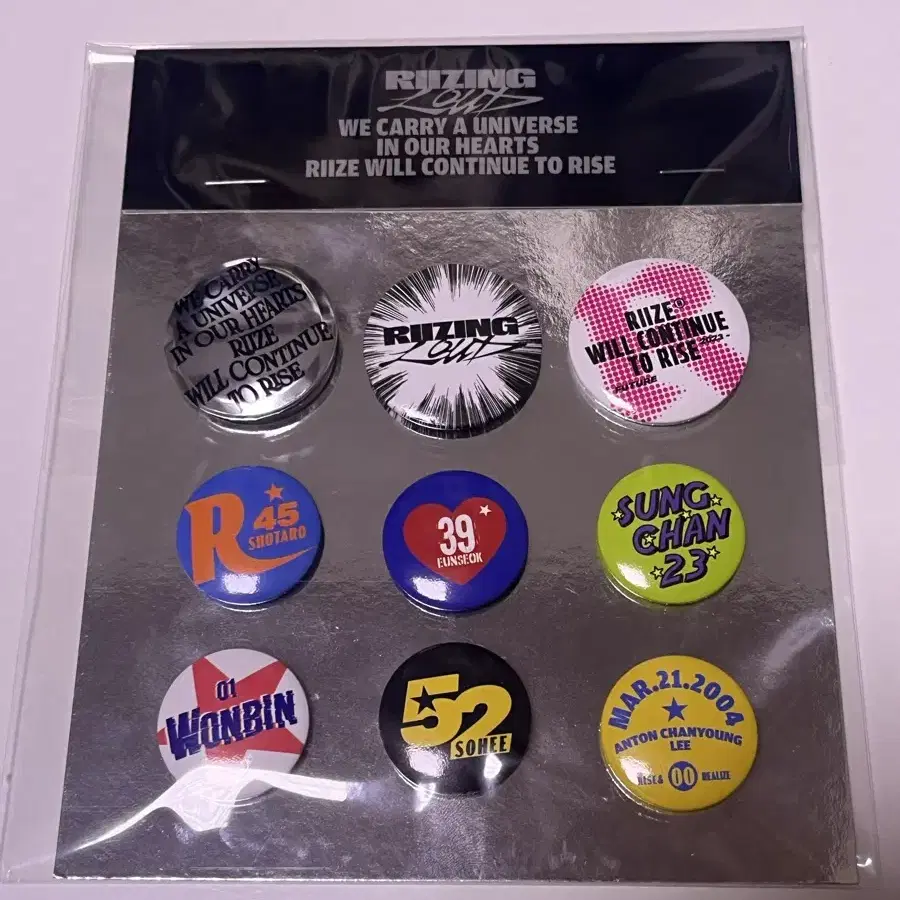 RIIZING
LOUD
WE CARRY A UNIVERSE
IN OUR HEARTS
RIIZE WILL CONTINUE TO RISE
WE CARRY
A UNIVERSE
IN OUR HEARTS
RIIZE
WILL CONTINUE
TO RISE
RIIZING
LOUD
RIIZE®
WILL CONTINUE
TO RISE 2023-
FUTURE
R 45
SHOTARO
39
EUNSEOK
SUNG
CHAN
23
01
WONBIN
52
SOHEE
MAR.21.2004
ANTON CHANYOUNG
LEE
RISE& 00 REALIZE